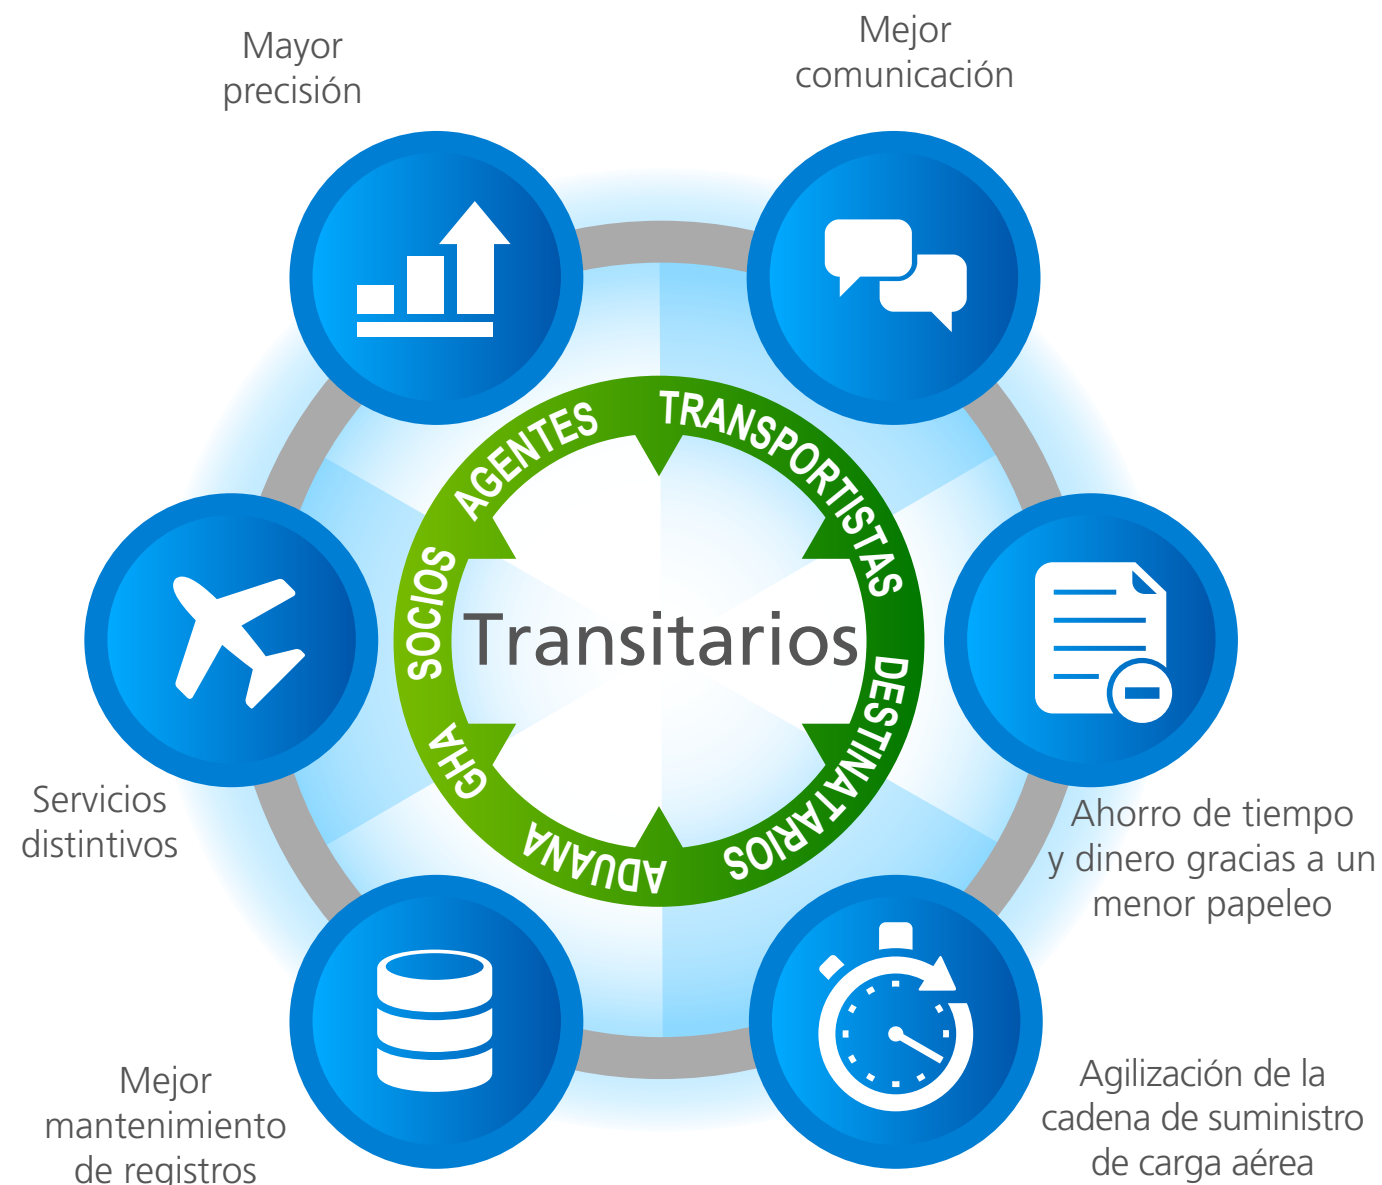 Mayor
precisión
Mejor
comunicación
AGENTES
TRANSPORTISTAS
SOCIOS
Transitarios
DESTINATARIOS
GHA
ADUANA
Servicios
distintivos
Ahorro de tiempo
y dinero gracias a un
menor papeleo
Mejor
mantenimiento
de registros
Agilización de la
cadena de suministro
de carga aérea